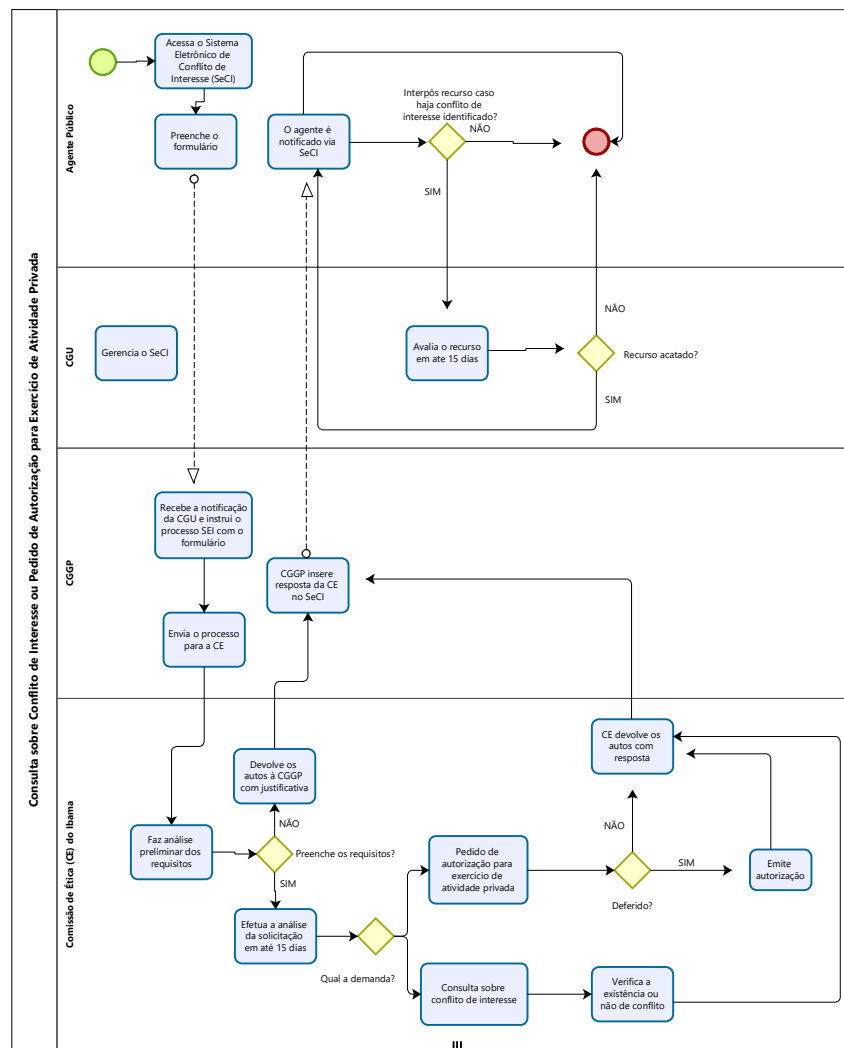 Consulta sobre Conflito de Interesse ou Pedido de Autorização para Exercício de Atividade Privada
Agente Público
Acessa o Sistema
Eletrônico de
Conflito de
Interesse (SeCI)
Preenche o
formulário
O agente é
notificado via
SeCI
Interpôs recurso caso
haja conflito de
interesse identificado?
NÃO
SIM
CGU
Gerencia o SeCI
Avalia o recurso
em ate 15 dias
NÃO
Recurso acatado?
SIM
CGGP
Recebe a notificação
da CGU e instrui o
processo SEI com o
formulário
CGGP insere
resposta da CE
no SeCI
Envia o processo
para a CE
Comissão de Ética (CE) do Ibama
Devolve os
autos à CGGP
com justificativa
CE devolve os
autos com
resposta
Faz análise
preliminar dos
requisitos
NÃO
Preenche os requisitos?
SIM
Pedido de
autorização para
exercício de
atividade privada
NÃO
SIM
Deferido?
Emite
autorização
Efetua a análise
da solicitação
em até 15 dias
Qual a demanda?
Consulta sobre
conflito de interesse
Verifica a
existência ou
não de conflito